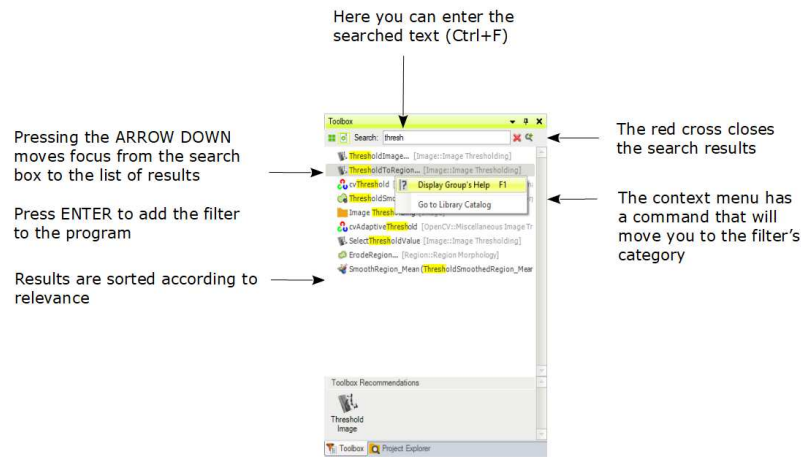 Here you can enter the
searched text (Ctrl+F)
Pressing the ARROW DOWN
moves focus from the search
box to the list of results
Press ENTER to add the filter
to the program
Results are sorted according to
relevance
Toolbox
Search: thresh
ThresholdImage... [Image::Image Thresholding]
ThresholdToRegion... [Image::Image Thresholding]
cvThreshold
ThresholdSmo
Image Thresholding
cvAdaptiveThreshold [OpenCV::Miscellaneous Image Tr
SelectThresholdValue [Image::Image Thresholding]
ErodeRegion... [Region::Region Morphology]
SmoothRegion_Mean (ThresholdSmoothedRegion_Mear
Display Group's Help F1
Go to Library Catalog
Toolbox Recommendations
Threshold
Image
Toolbox Project Explorer
The red cross closes
the search results
The context menu has
a command that will
move you to the filter's
category